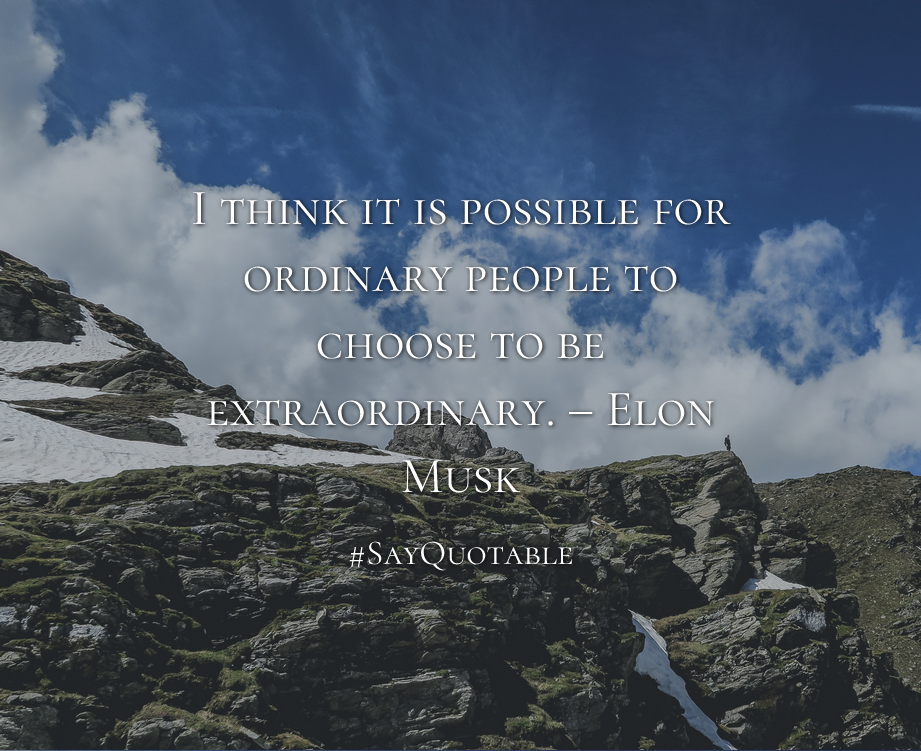 I think it is possible for
ordinary people to
choose to be
extraordinary. – Elon
Musk
#SayQuotable